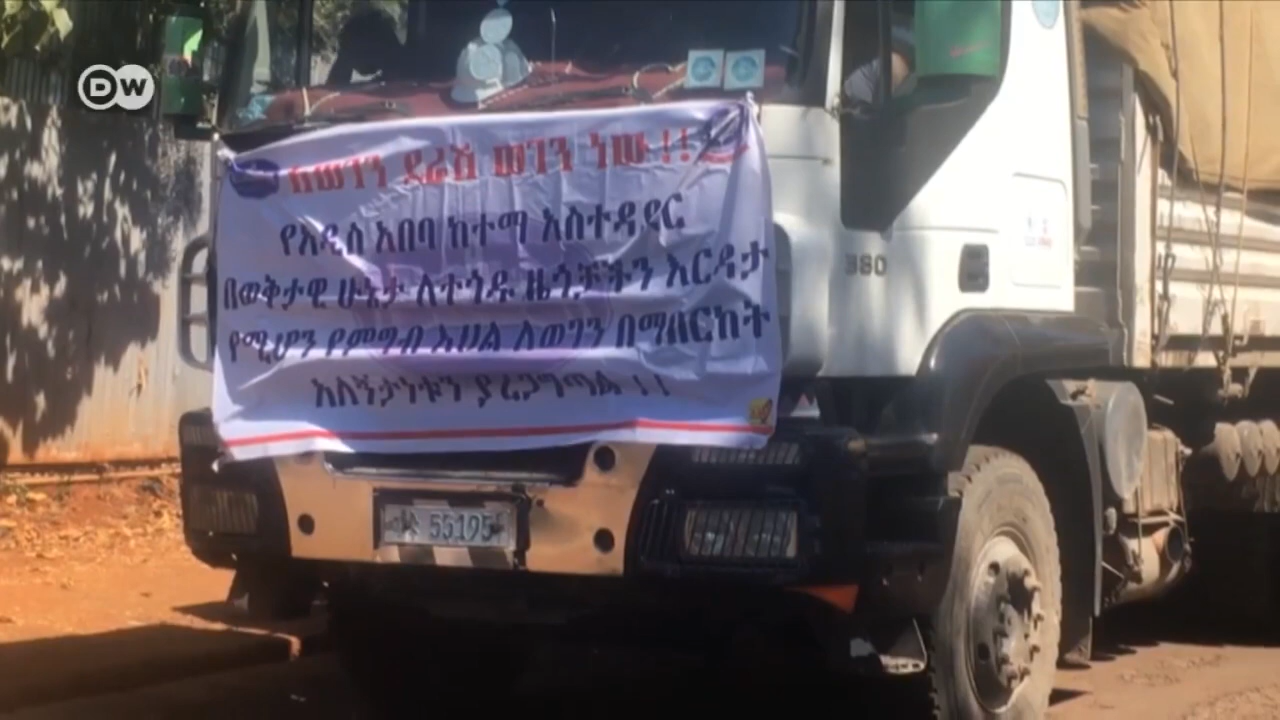 DW
ለወገን ደራሽ ወገን ነው !!
የአዲስ አበባ ከተማ አስተዳደር
በወቅታዊ ሁኔታ ለተጎዱ ዜጎቻችን እርዳታ
የሚሆን የምግብ እህል ለወገን በማበርከት
አለኝታነቱን ያረጋግጣል !!
380
55195